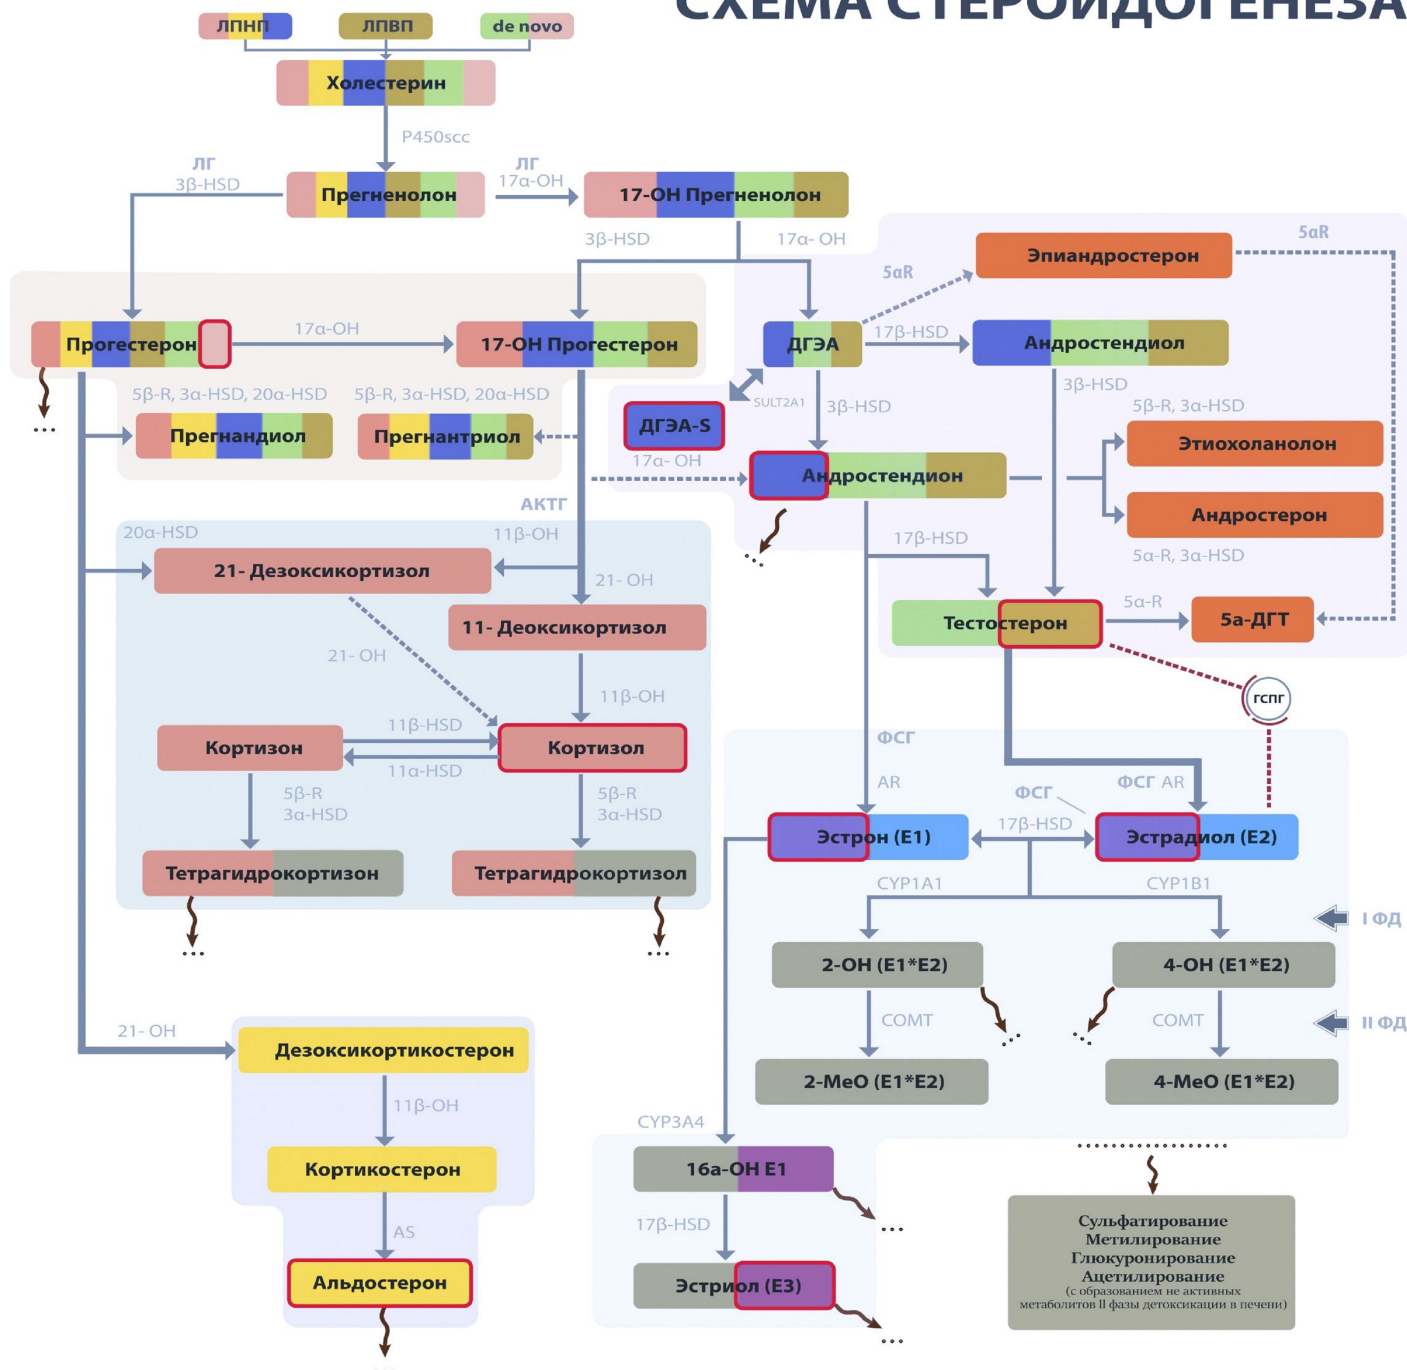 СХЕМА СТЕРОИДОГЕНЕЗА
ЛПНП
ЛПВП
de novo
Холестерин
P450scc
ЛГ
3β-HSD
Прегненолон
ЛГ
17α-OH
17-ОН Прегненолон
3β-HSD
17α- OH
Эпиандростерон
5αR
5αR
Прогестерон
17α-OH
17-ОН Прогестерон
ДГЭА
17β-HSD
Андростендиол
5β-R, 3α-HSD, 20α-HSD
5β-R, 3α-HSD, 20α-HSD
SULT2A1
3β-HSD
3β-HSD
5β-R, 3α-HSD
...
Прегнандиол
Прегнантриол
ДГЭА-S
Этиохоланолон
17α- OH
Андростендион
АКТГ
Андростерон
20α-HSD
11β-OH
17β-HSD
5α-R, 3α-HSD
...
21- Дезоксикортизол
21- OH
11- Деоксикортизол
Тестостерон
5α-R
5а-ДГТ
21- OH
11β-OH
ГСПГ
Кортизон
11β-HSD
11α-HSD
Кортизол
ФСГ
AR
ФСГ AR
5β-R
3α-HSD
5β-R
3α-HSD
ФСГ
17β-HSD
Эстрон (E1)
Эстрадиол (E2)
Тетрагидрокортизон
Тетрагидрокортизол
CYP1A1
CYP1B1
I ФД
...
...
2-OH (E1*E2)
4-OH (E1*E2)
21- OH
COMT
...
...
COMT
II ФД
Дезоксикортикостерон
2-MeO (E1*E2)
4-MeO (E1*E2)
11β-OH
CYP3A4
Кортикостерон
16а-OH E1
...
AS
17β-HSD
Альдостерон
Эстриол (E3)
...
Сульфатирование
Метилирование
Глюкуронирование
Ацетилирование
(с образованием не активных
метаболитов II фазы детоксикации в печени)